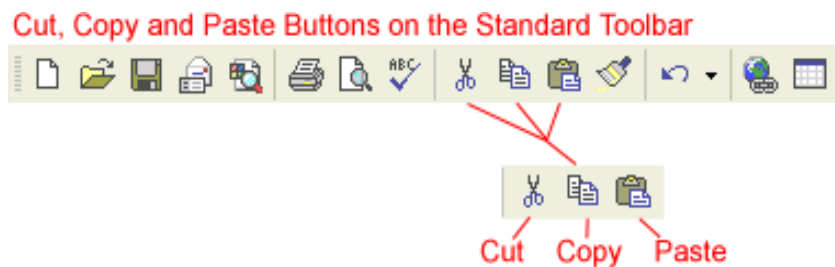 Cut, Copy and Paste Buttons on the Standard Toolbar
ABC
Cut Copy Paste